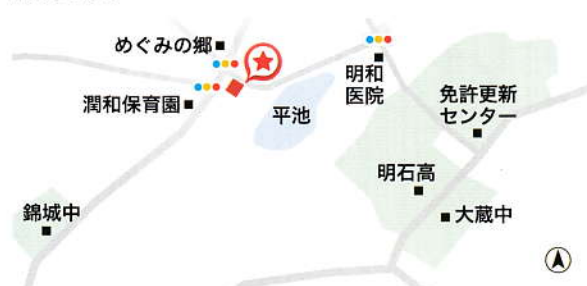 めぐみの郷
潤和保育園
平池
明和
医院
免許更新
センター
明石高
大蔵中
錦城中